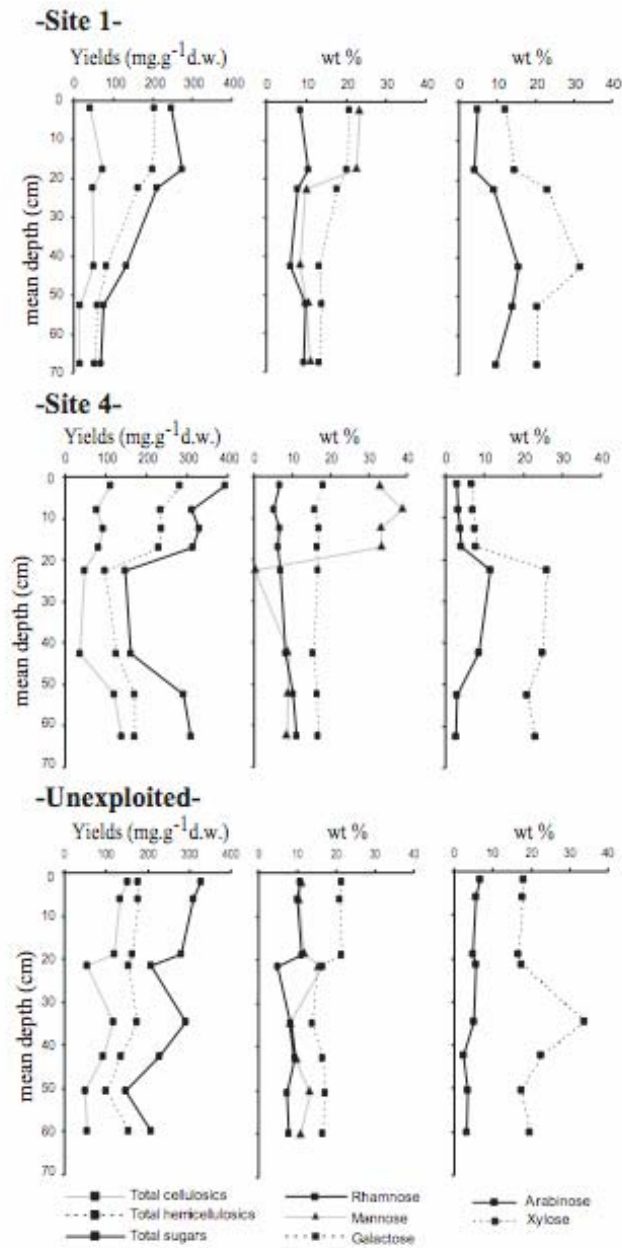 -Site 1-
Yields (mg.g-1d.w.) wt % wt %
0 100 200 300 400 0 10 20 30 40 0 10 20 30 40
0
10
20
30
40
50
60
70
mean depth (cm)
-Site 4-
Yields (mg.g-1d.w.) wt % wt %
0 100 200 300 400 0 10 20 30 40 0 10 20 30 40
0
10
20
30
40
50
60
70
mean depth (cm)
-Unexploited-
Yields (mg.g-1d.w.) wt % wt %
0 100 200 300 400 0 10 20 30 40 0 10 20 30 40
0
10
20
30
40
50
60
70
mean depth (cm)
Total cellulosics Rhamnose Arabinose
Total hemicellulosics Mannose Xylose
Total sugars Galactose